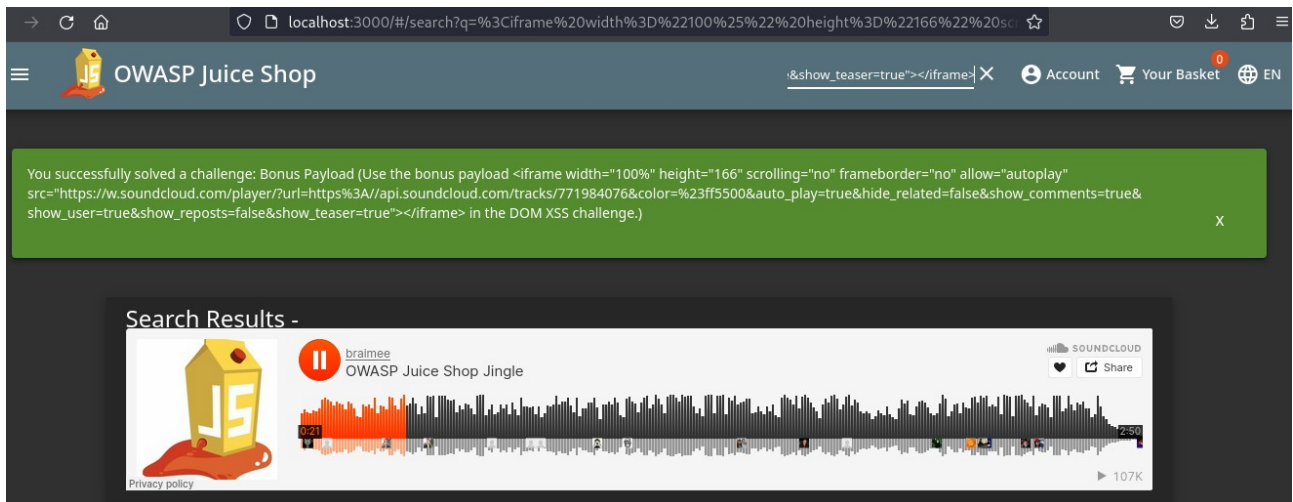 localhost:3000/#/search?q=%3Ciframe%20width%3D%22100%25%22%20height%3D%22166%22%20sc
OWASP Juice Shop
&show_teaser=true"></iframe>
Account
Your Basket
0
EN
You successfully solved a challenge: Bonus Payload (Use the bonus payload <iframe width="100%" height="166" scrolling="no" frameborder="no" allow="autoplay"
src="https://w.soundcloud.com/player/?url=https%3A//api.soundcloud.com/tracks/771984076&color=%23ff5500&auto_play=true&hide_related=false&show_comments=true&
show_user=true&show_reposts=false&show_teaser=true"></iframe> in the DOM XSS challenge.)
X
Search Results -
JS
braimee
OWASP Juice Shop Jingle
SOUNDCLOUD
Share
0:21
2:50
Privacy policy
107K